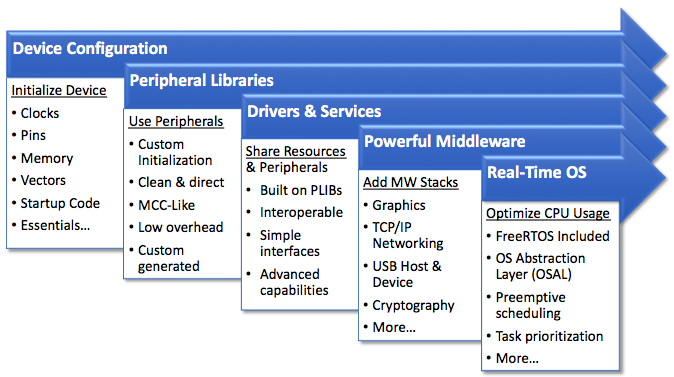 Device Configuration
Initialize Device
• Clocks
• Pins
• Memory
• Vectors
• Startup Code
• Essentials...
Peripheral Libraries
Use Peripherals
• Custom
Initialization
• Clean & direct
• MCC-Like
• Low overhead
• Custom
generated
Drivers & Services
Share Resources
& Peripherals
• Built on PLIBs
• Interoperable
• Simple
interfaces
• Advanced
capabilities
Powerful Middleware
Add MW Stacks
• Graphics
• TCP/IP
Networking
• USB Host &
Device
• Cryptography
• More...
Real-Time OS
Optimize CPU Usage
• FreeRTOS Included
• OS Abstraction
Layer (OSAL)
• Preemptive
scheduling
• Task prioritization
• More...